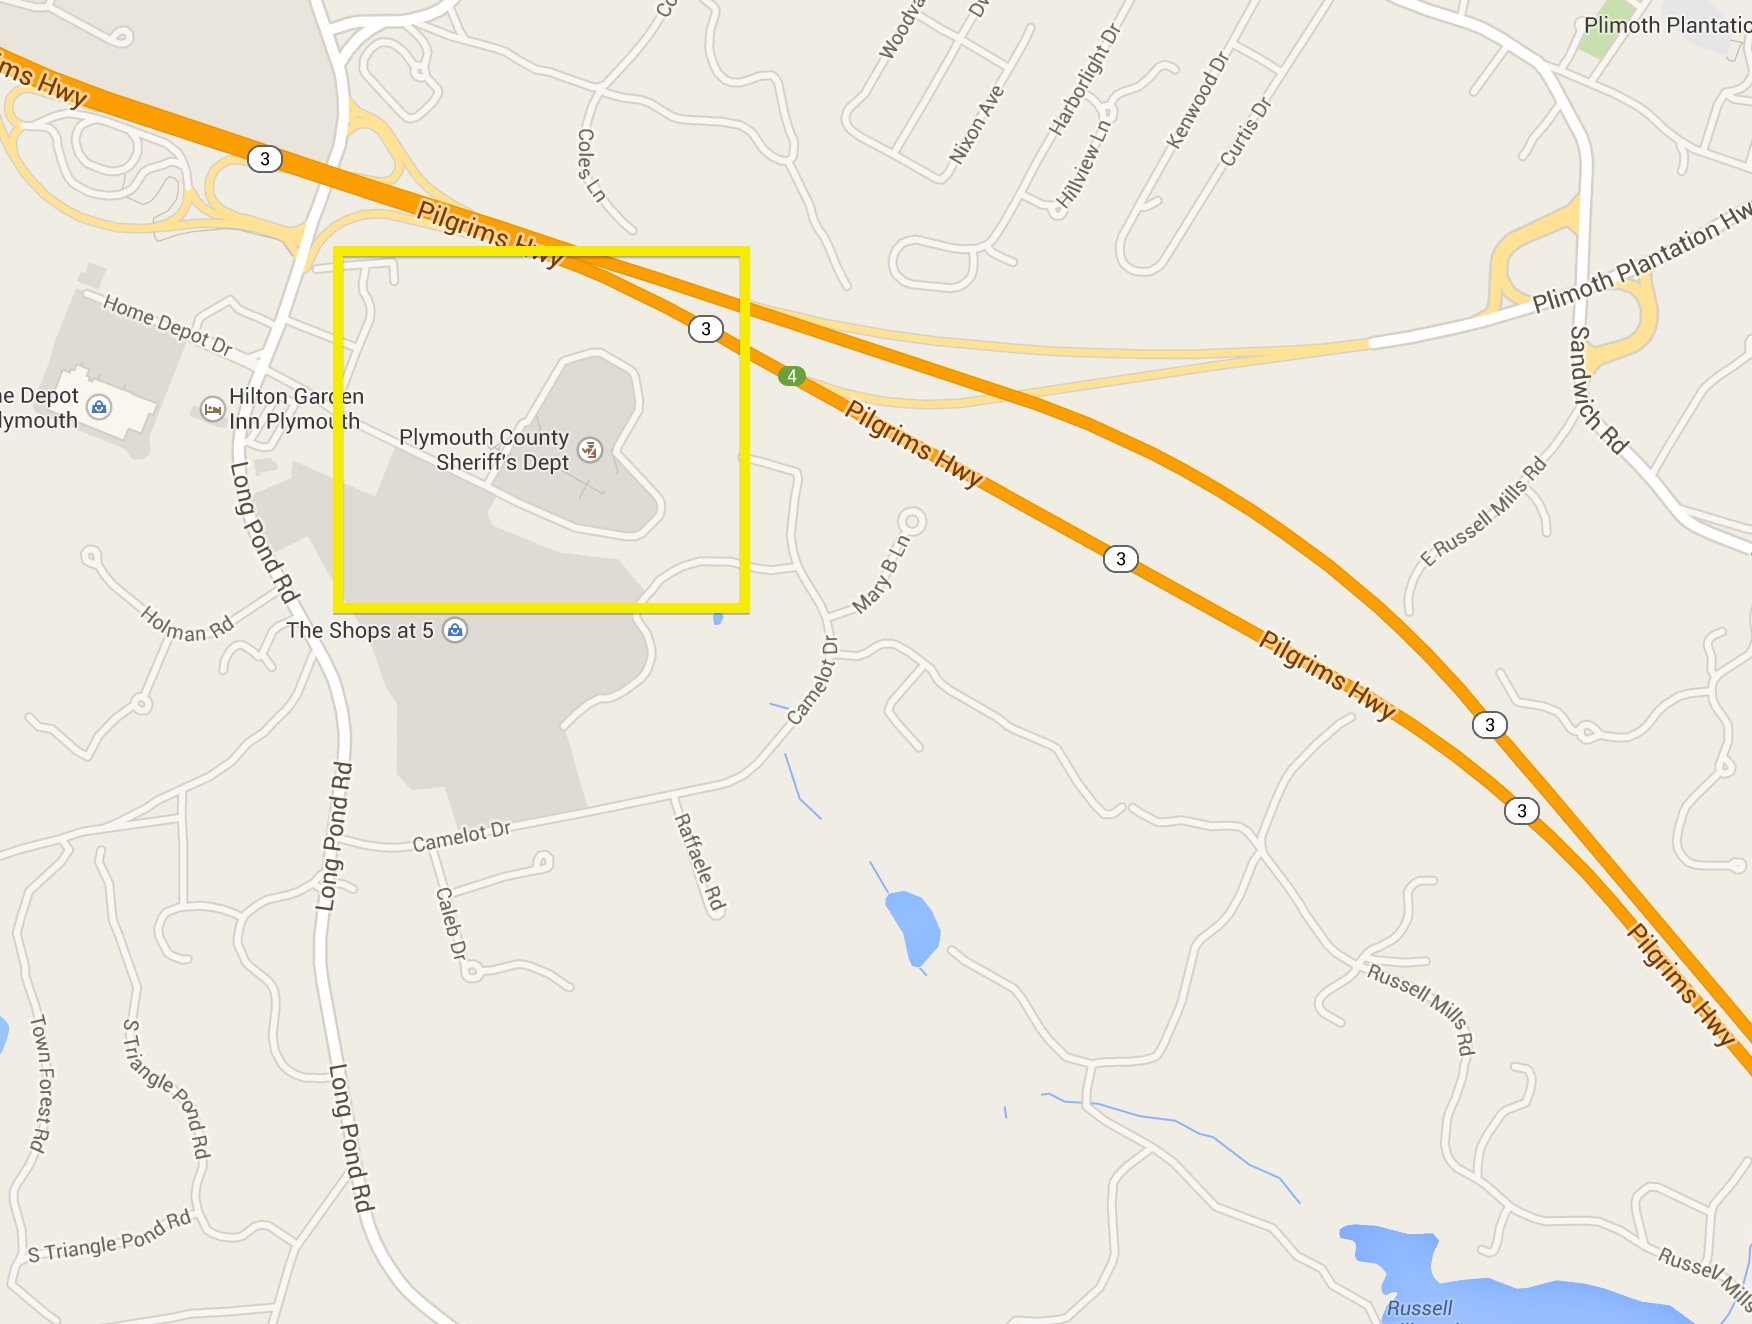 Plimoth Plantatio
ms Hwy
3
Pilgrims Hwy
Coles Ln
Nixon Ave
Harborlight Dr
Hillview Ln
Kenwood Dr
Curtis Dr
Plimoth Plantation Hw
Sandwich Rd
Home Depot Dr
e Depot
lymouth
Hilton Garden
Inn Plymouth
3
4
Plymouth County
Sheriff's Dept
Pilgrims Hwy
Long Pond Rd
E Russell Mills Rd
Mary B Ln
3
Holman Rd
The Shops at 5
Camelot Dr
Pilgrims Hwy
3
3
Long Pond Rd
Camelot Dr
Raffaele Rd
Caleb Dr
Pilgrims Hwy
Russell Mills Rd
Town Forest Rd
S Triangle Pond Rd
Long Pond Rd
S Triangle Pond Rd
Russell Mills
Russell